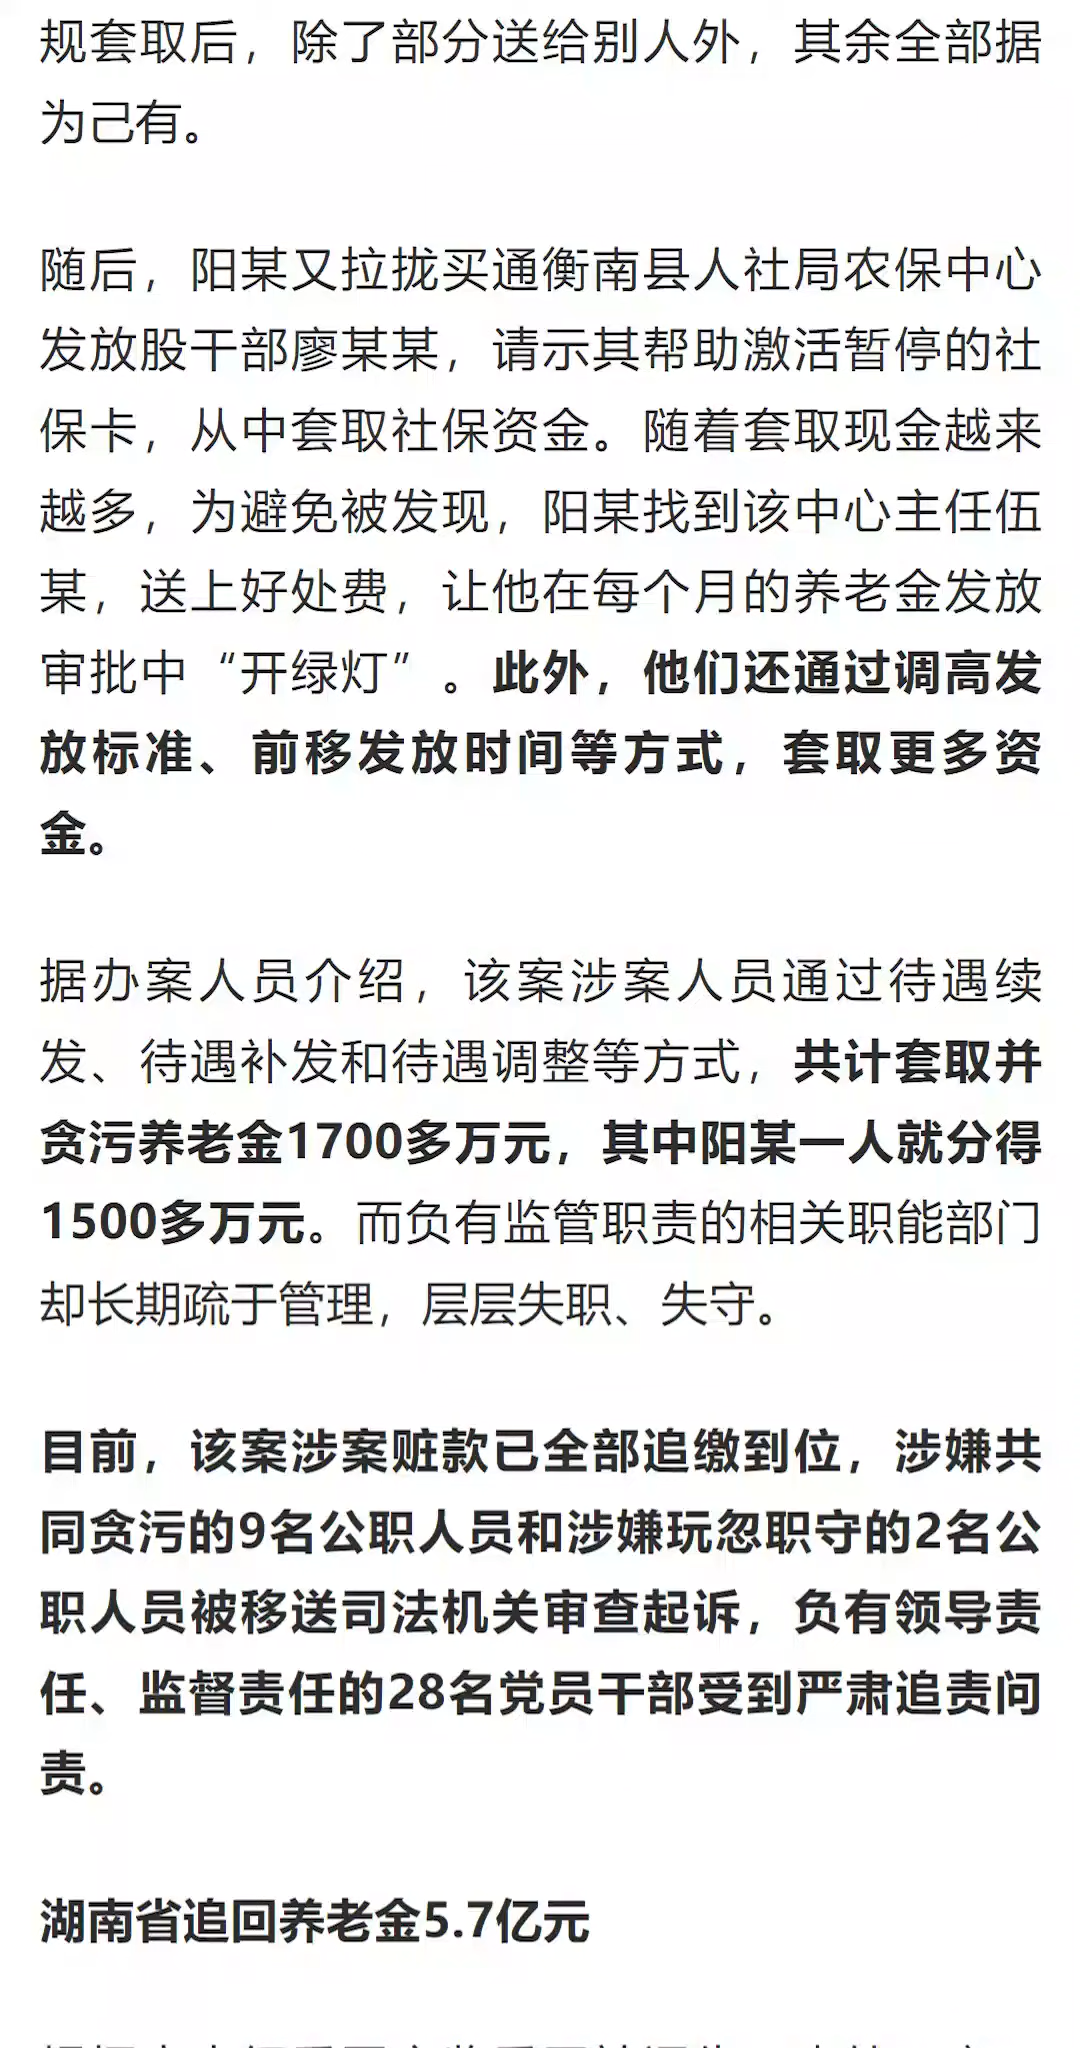 规套取后，除了部分送给别人外，其余全部据
为己有。
随后，阳某又拉拢买通衡南县人社局农保中心
发放股干部廖某某，请示其帮助激活暂停的社
保卡，从中套取社保资金。随着套取现金越来
越多，为避免被发现，阳某找到该中心主任伍
某，送上好处费，让他在每个月的养老金发放
审批中“开绿灯”。此外，他们还通过调高发
放标准、前移发放时间等方式，套取更多资
金。
据办案人员介绍，该案涉案人员通过待遇续
发、待遇补发和待遇调整等方式，共计套取并
贪污养老金1700多万元，其中阳某一人就分得
1500多万元。而负有监管职责的相关职能部门
却长期疏于管理，层层失职、失守。
目前，该案涉案赃款已全部追缴到位，涉嫌共
同贪污的9名公职人员和涉嫌玩忽职守的2名公
职人员被移送司法机关审查起诉，负有领导责
任、监督责任的28名党员干部受到严肃追责问
责。
湖南省追回养老金5.7亿元